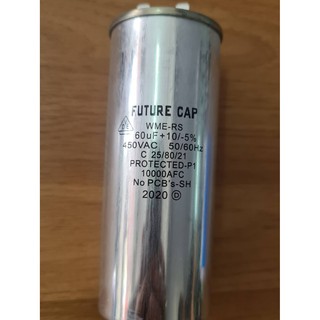 FUTURE CAP
WME-RS
60uF+10/-5%
450VAC 50/60Hz
C 25/80/21
PROTECTED-P1
10000AFC
No PCB's-SH
2020 D